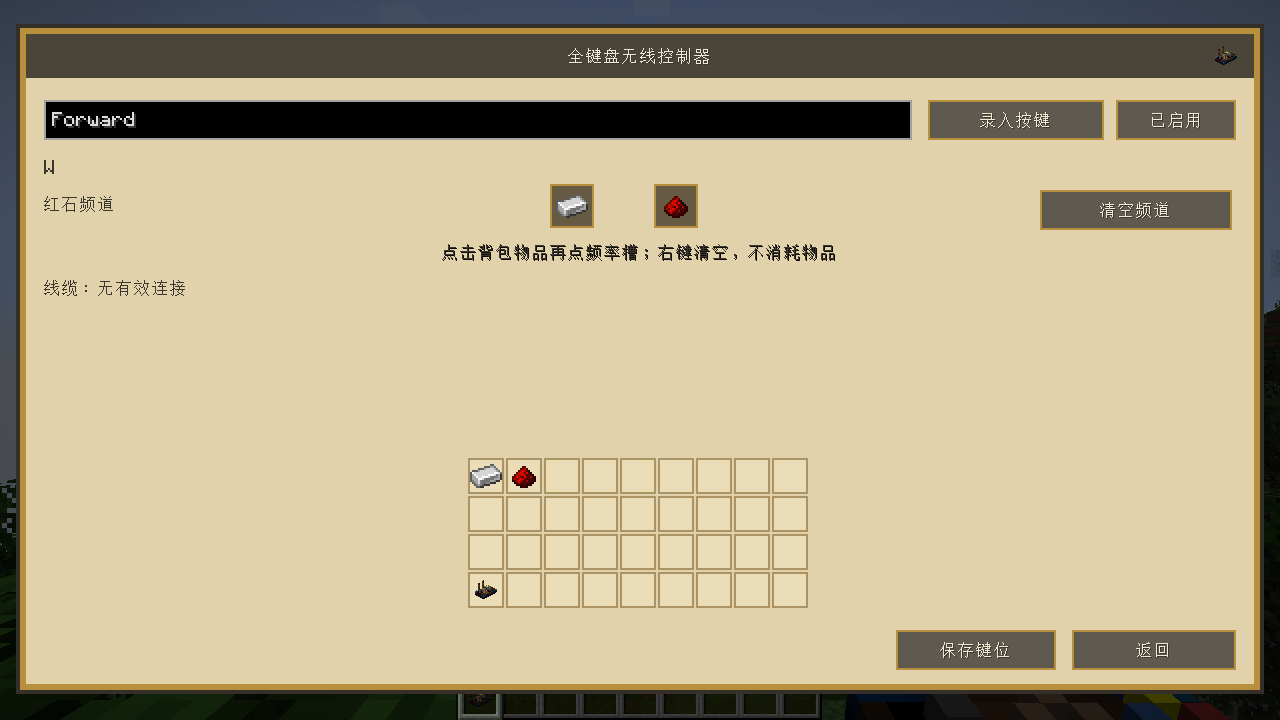 全键盘无线控制器
Forward
录入按键
已启用
W
红石频道
清空频道
点击背包物品再点频率槽；右键清空，不消耗物品
线缆：无有效连接
保存键位
返回